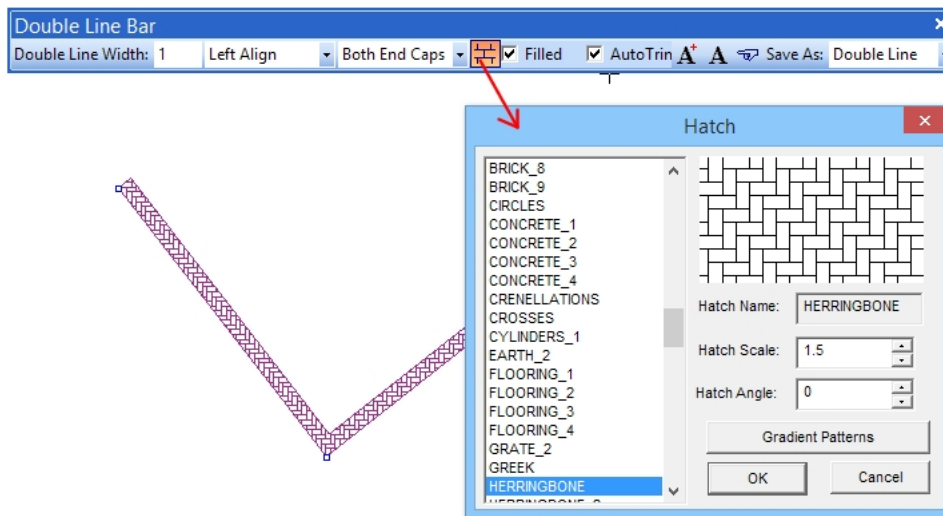 Double Line Bar
Double Line Width: 1 Left Align Both End Caps Filled AutoTrin A+ A Save As: Double Line
Hatch
BRICK_8
BRICK_9
CIRCLES
CONCRETE_1
CONCRETE_2
CONCRETE_3
CONCRETE_4
CRENELLATIONS
CROSSES
CYLINDERS_1
EARTH_2
FLOORING_1
FLOORING_2
FLOORING_3
FLOORING_4
GRATE_2
GREEK
HERRINGBONE
Hatch Name: HERRINGBONE
Hatch Scale: 1.5
Hatch Angle: 0
Gradient Patterns
OK Cancel